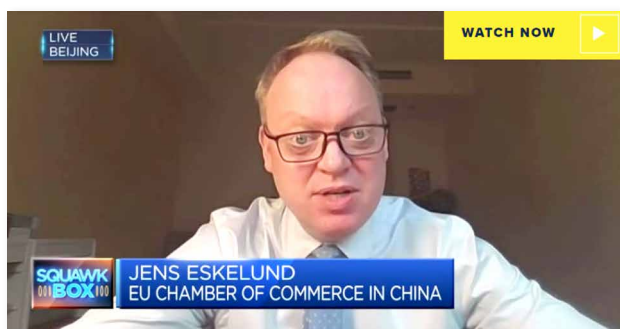 LIVE
BEIJING
WATCH NOW
SQUAWK
BOX
JENS ESKELUND
EU CHAMBER OF COMMERCE IN CHINA